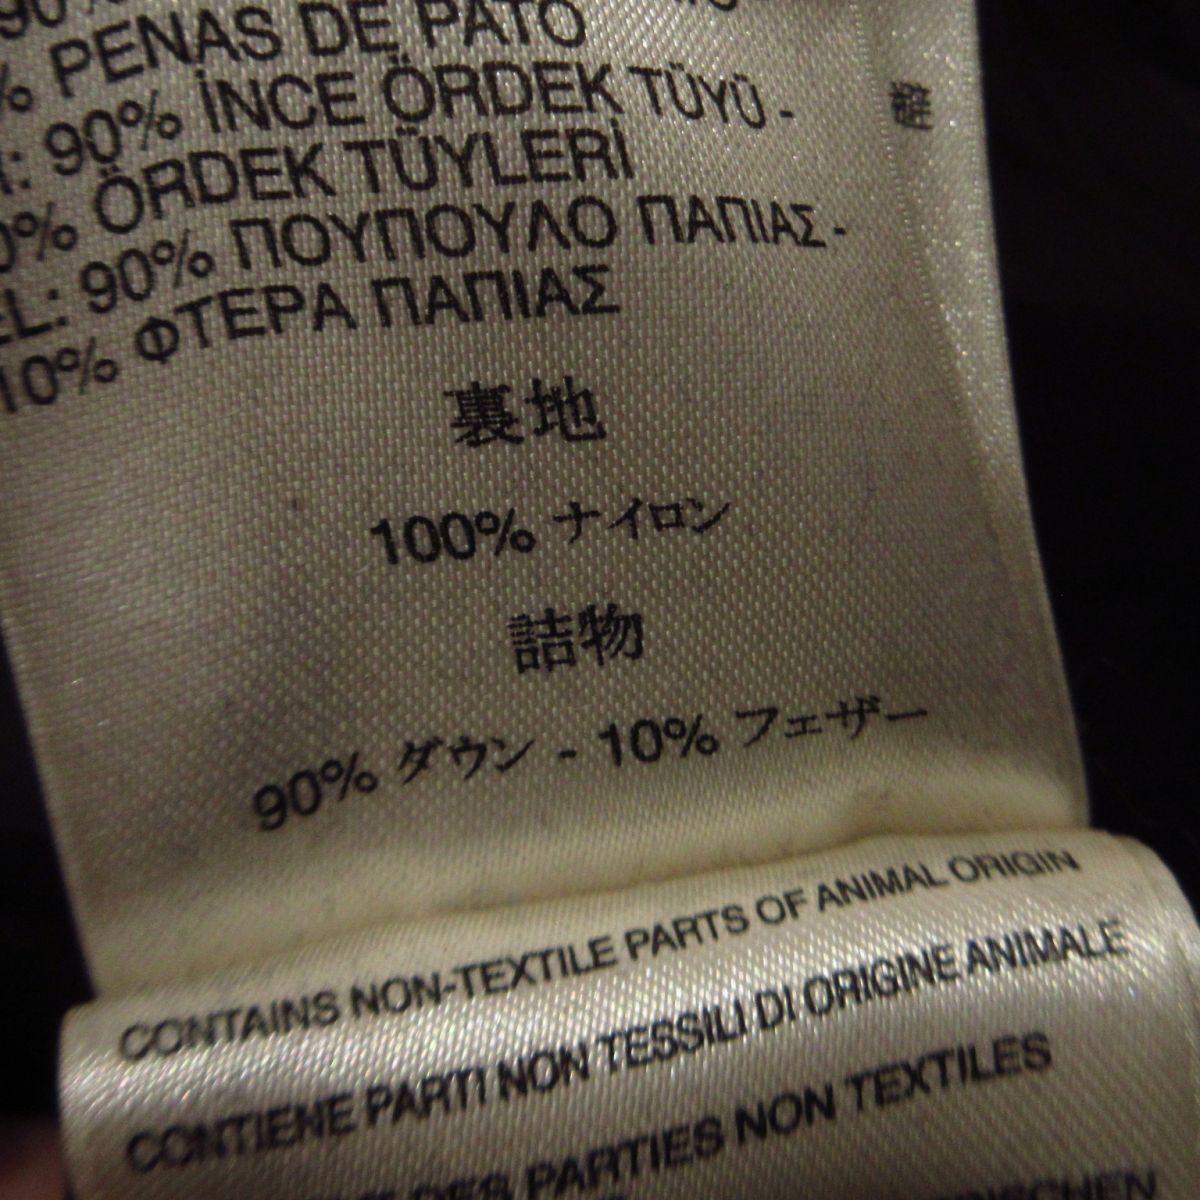 90%
% PENAS DE PATO
: 90% İNCE ÖRDEK TÜYÜ -
0% ÖRDEK TÜYLERİ
EL: 90% ΠΟΥΠΟΥΛΟ ΠΑΠΙΑΣ -
10% ΦΤΕΡΑ ΠΑΠΙΑΣ
裏地
100% ナイロン
詰物
90% ダウン - 10% フェザー
CONTAINS NON-TEXTILE PARTS OF ANIMAL ORIGIN
CONTIENE PARTI NON TESSILI DI ORIGINE ANIMALE
DES PARTIES NON TEXTILES